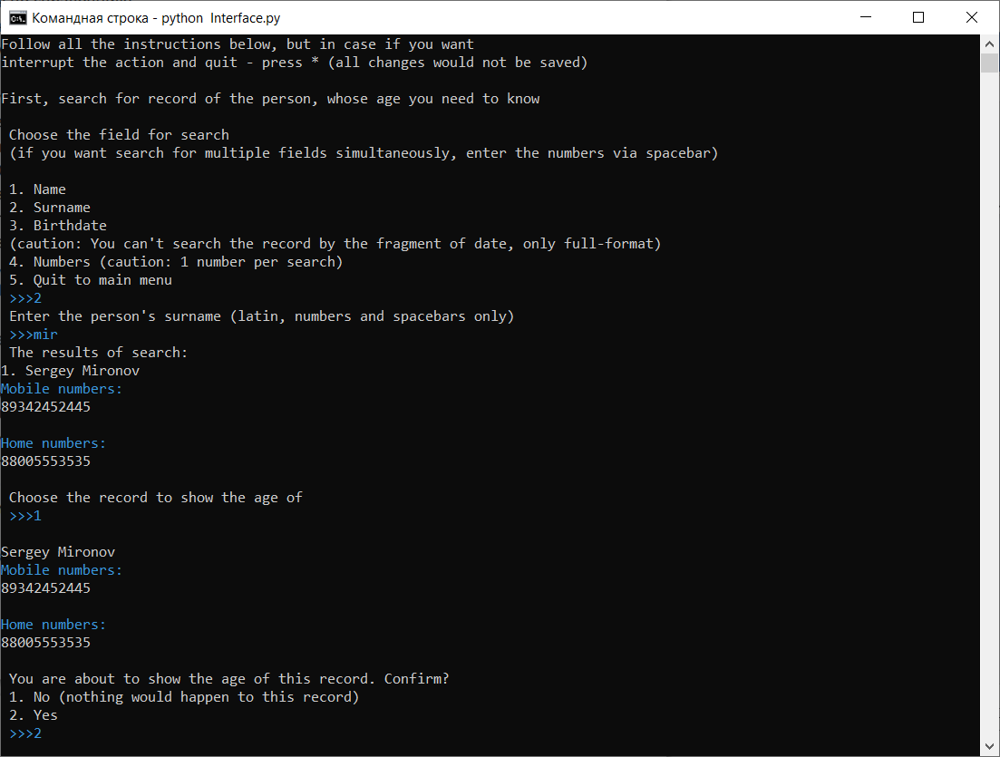 Командная строка - python Interface.py
Follow all the instructions below, but in case if you want
interrupt the action and quit - press * (all changes would not be saved)
First, search for record of the person, whose age you need to know
Choose the field for search
(if you want search for multiple fields simultaneously, enter the numbers via spacebar)
1. Name
2. Surname
3. Birthdate
(caution: You can't search the record by the fragment of date, only full-format)
4. Numbers (caution: 1 number per search)
5. Quit to main menu
>>>2
Enter the person's surname (latin, numbers and spacebars only)
>>>mir
The results of search:
1. Sergey Mironov
Mobile numbers:
89342452445
Home numbers:
88005553535
Choose the record to show the age of
>>>1
Sergey Mironov
Mobile numbers:
89342452445
Home numbers:
88005553535
You are about to show the age of this record. Confirm?
1. No (nothing would happen to this record)
2. Yes
>>>2